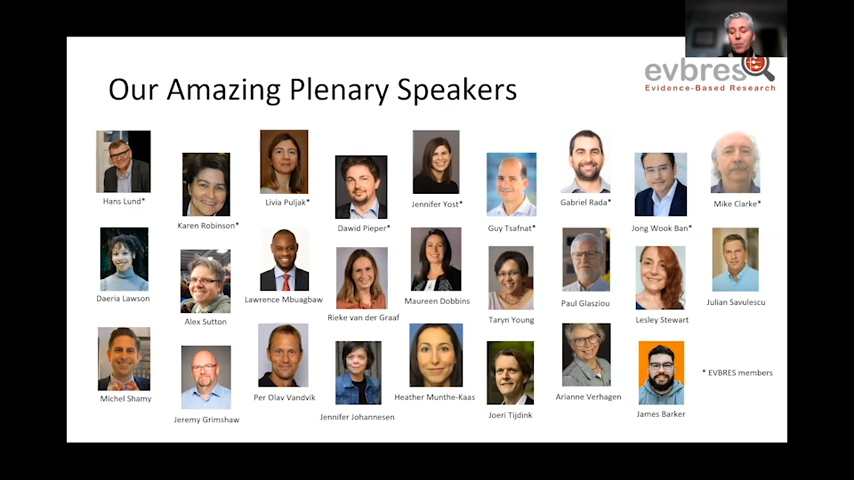 evbres
Evidence-Based Research
Our Amazing Plenary Speakers
Hans Lund*
Karen Robinson*
Livia Puljak*
Dawid Pieper*
Jennifer Yost*
Guy Tsafnat*
Gabriel Rada*
Jong Wook Ban*
Mike Clarke*
Daeria Lawson
Alex Sutton
Lawrence Mbuagbaw
Rieke van der Graaf
Maureen Dobbins
Taryn Young
Paul Glasziou
Lesley Stewart
Julian Savulescu
Michel Shamy
Jeremy Grimshaw
Per Olav Vandvik
Jennifer Johannesen
Heather Munthe-Kaas
Joeri Tijdink
Arianne Verhagen
James Barker
* EVBRES members